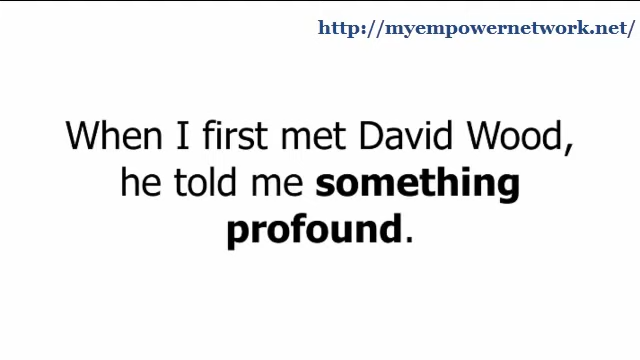 http://myempowernetwork.net/
When I first met David Wood,
he told me something
profound.